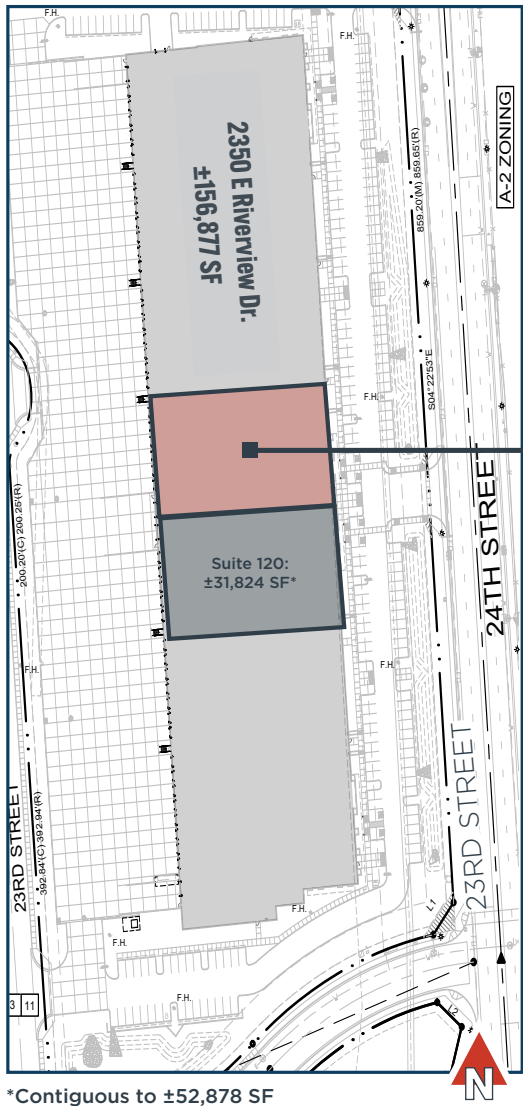 F.H.
F.H.
A-2 ZONING
859.20'(M) 859.65'(R)
2350 E Riverview Dr.
±156,877 SF
S04°22'53"E
F.H.
24TH STREET
200.20'(C) 200.25'(R)
Suite 120:
±31,824 SF*
F.H.
F.H.
23RD STREET
392.84'(C) 392.94'(R)
23RD STREET
L1
F.H.
F.H.
F.H.
3 11
L2
N
*Contiguous to ±52,878 SF